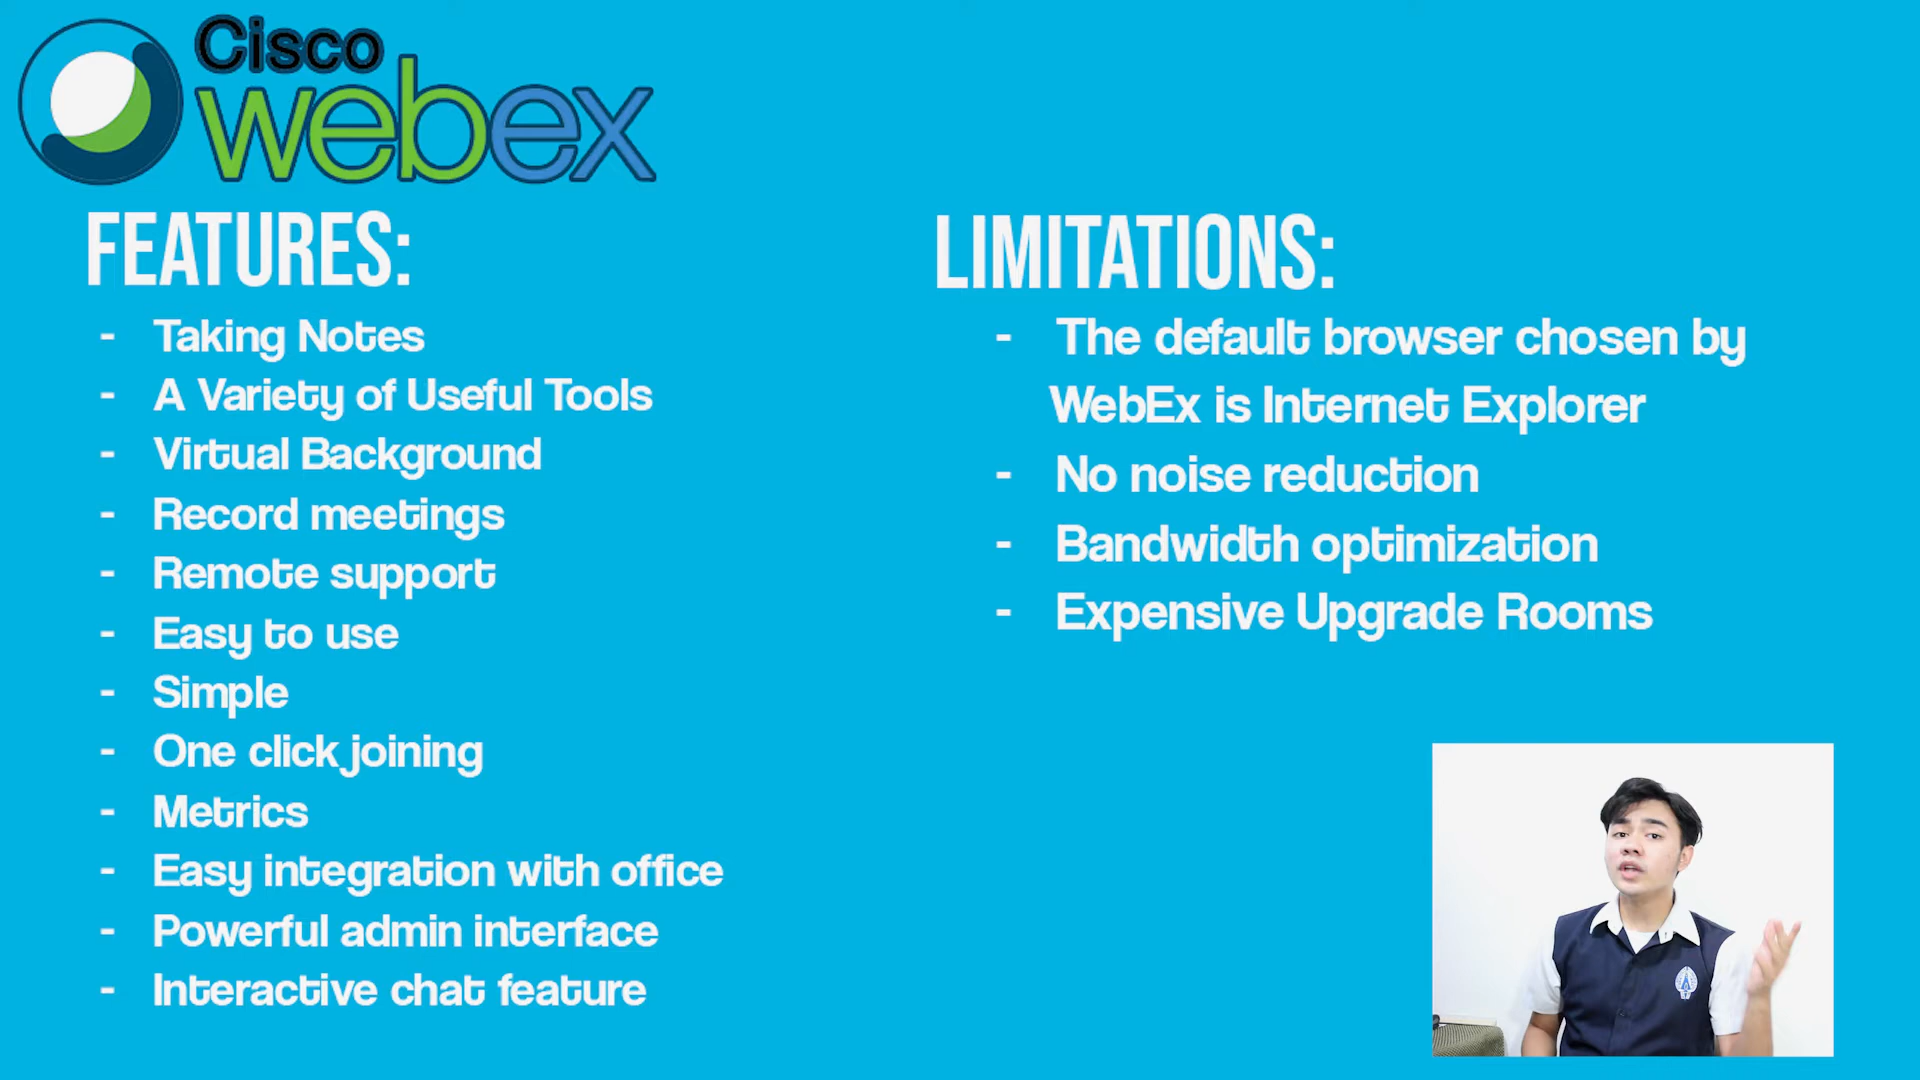 Cisco
webex
FEATURES:
- Taking Notes
- A Variety of Useful Tools
- Virtual Background
- Record meetings
- Remote support
- Easy to use
- Simple
- One click joining
- Metrics
- Easy integration with office
- Powerful admin interface
- Interactive chat feature
LIMITATIONS:
- The default browser chosen by
WebEx is Internet Explorer
- No noise reduction
- Bandwidth optimization
- Expensive Upgrade Rooms